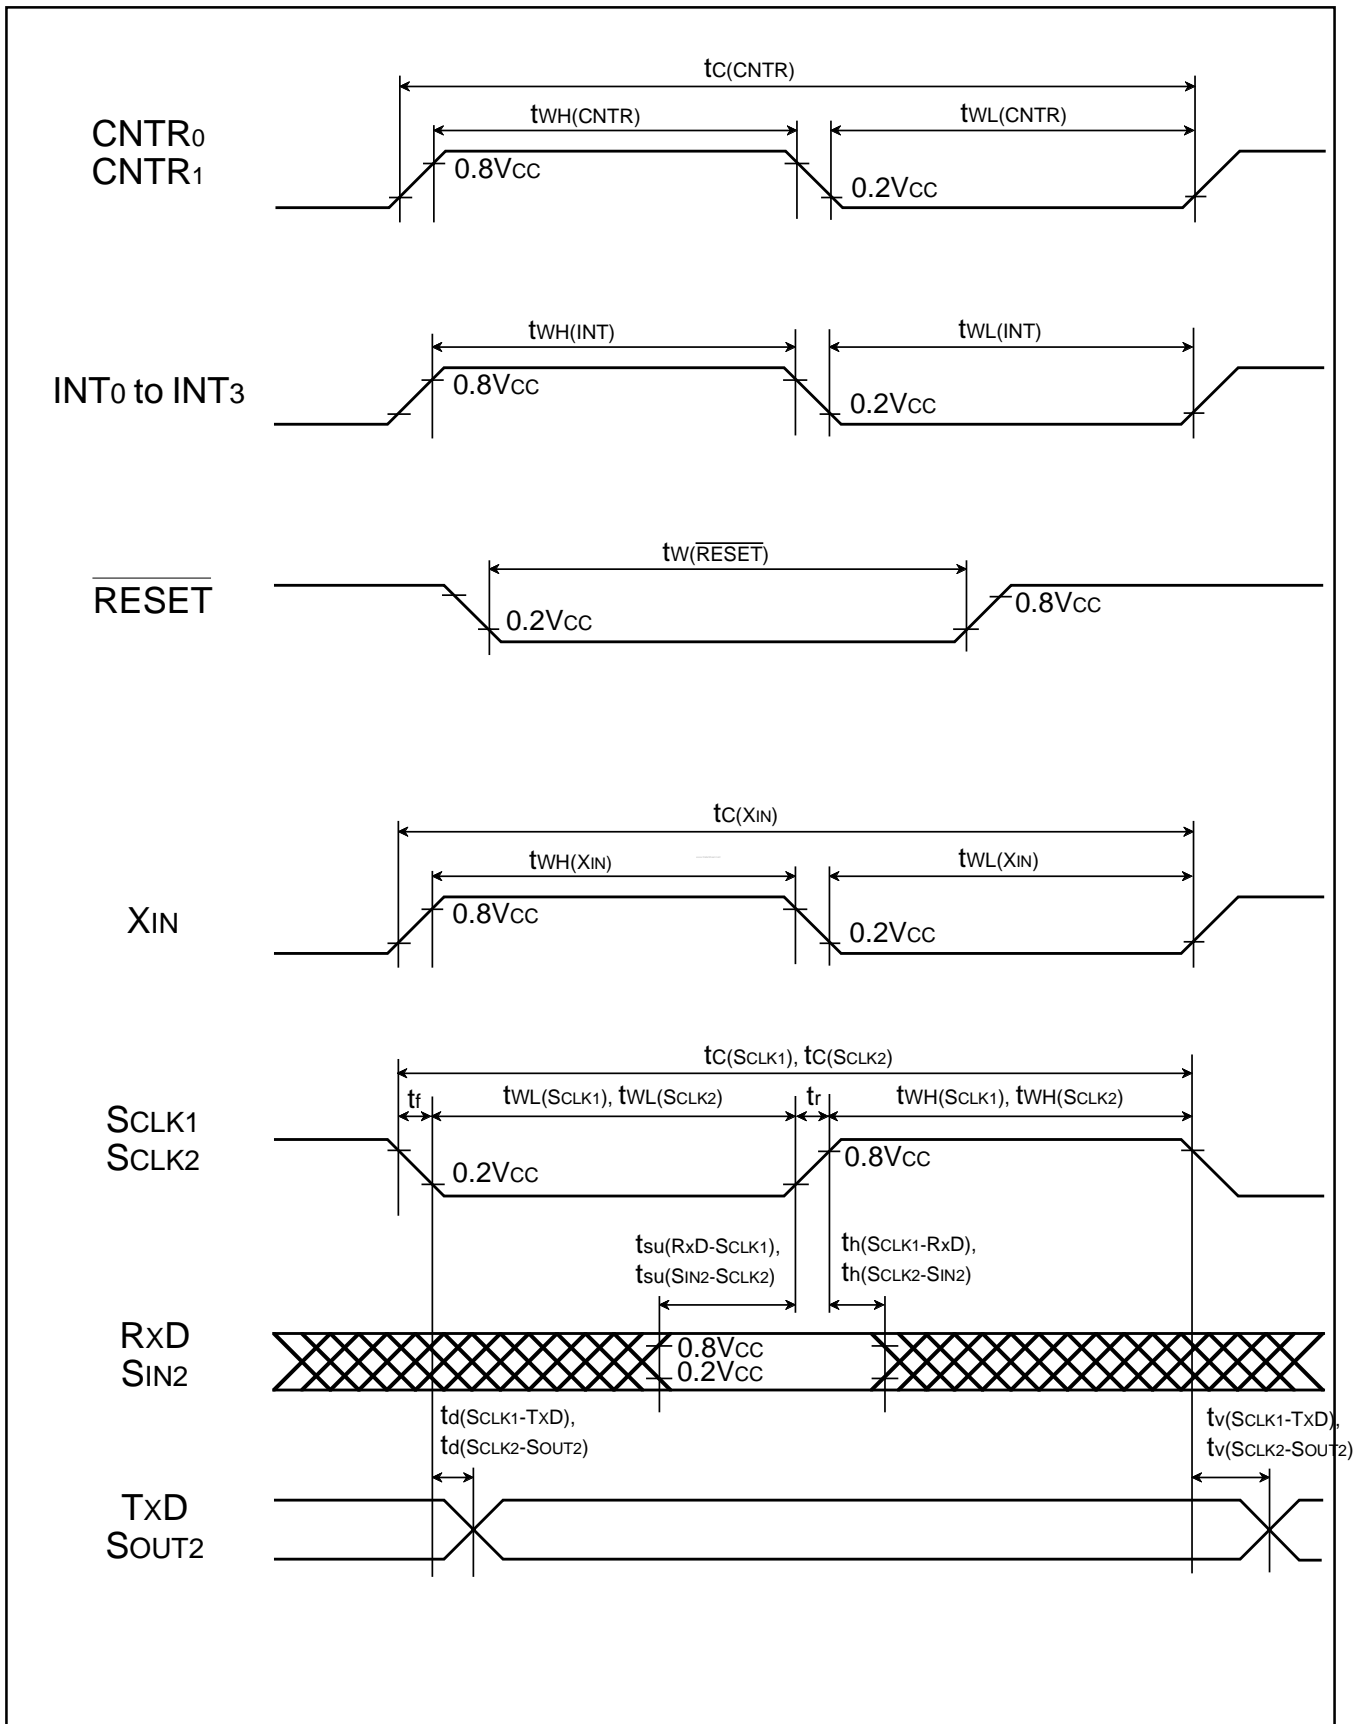 tC(CNTR)
tWH(CNTR)
tWL(CNTR)
CNTR0
CNTR1
0.8VCC
0.2VCC
tWH(INT)
tWL(INT)
INT0 to INT3
0.8VCC
0.2VCC
tW(RESET)
RESET
0.2VCC
0.8VCC
tC(XIN)
tWH(XIN)
tWL(XIN)
XIN
0.8VCC
0.2VCC
tC(SCLK1), tC(SCLK2)
tf
tWL(SCLK1), tWL(SCLK2)
tr
tWH(SCLK1), tWH(SCLK2)
SCLK1
SCLK2
0.2VCC
0.8VCC
tsu(RxD-SCLK1),
tsu(SIN2-SCLK2)
th(SCLK1-RxD),
th(SCLK2-SIN2)
RXD
SIN2
0.8VCC
0.2VCC
td(SCLK1-TXD),
td(SCLK2-SOUT2)
tv(SCLK1-TXD),
tv(SCLK2-SOUT2)
TXD
SOUT2